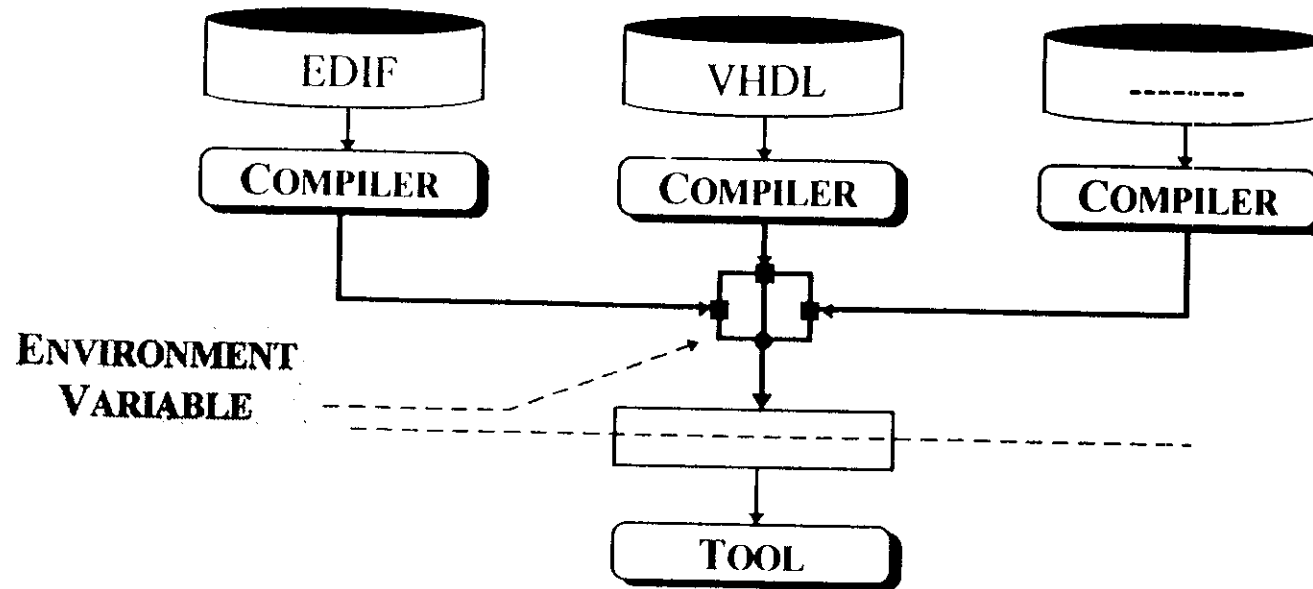 EDIF
VHDL
--------
COMPILER
COMPILER
COMPILER
ENVIRONMENT
VARIABLE
TOOL